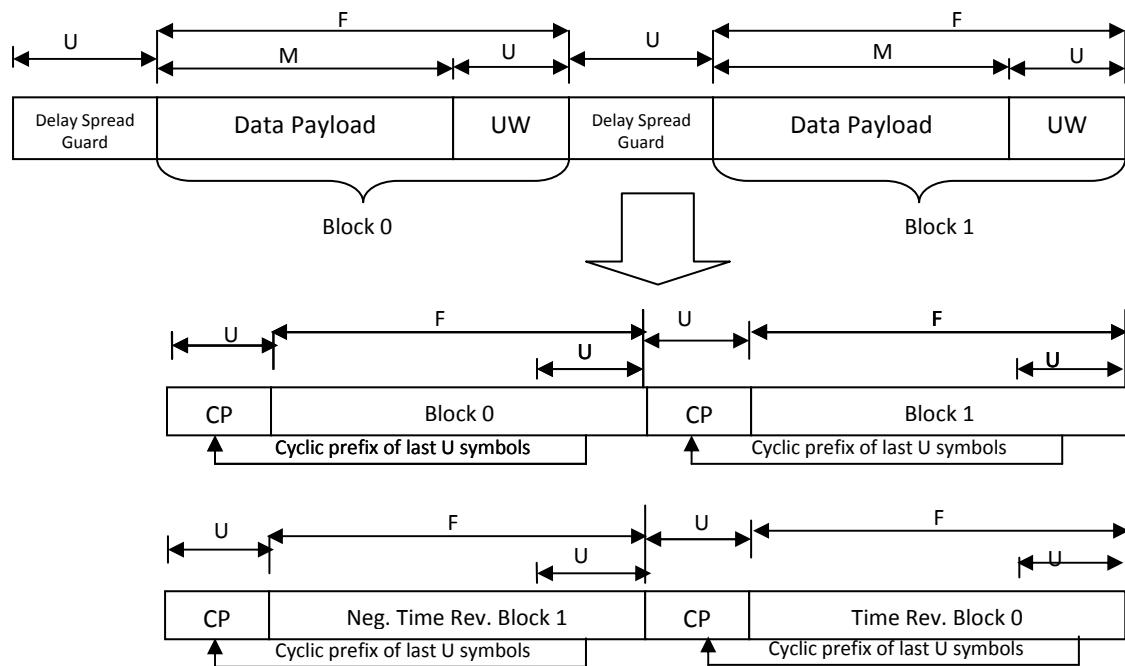 F F
U U
M U M U
Delay Spread Guard Data Payload UW Delay Spread Guard Data Payload UW
Block 0 Block 1
F U F
U U U
CP Block 0 CP Block 1
Cyclic prefix of last U symbols Cyclic prefix of last U symbols
U F U F
U U
CP Neg. Time Rev. Block 1 CP Time Rev. Block 0
Cyclic prefix of last U symbols Cyclic prefix of last U symbols